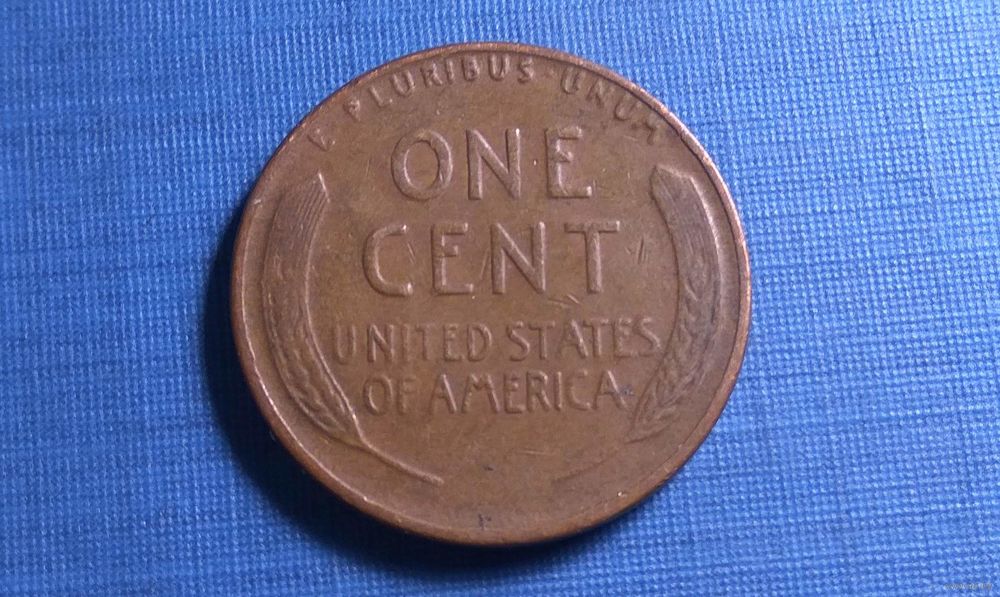 E PLURIBUS UNUM
ONE
CENT
UNITED STATES
OF AMERICA